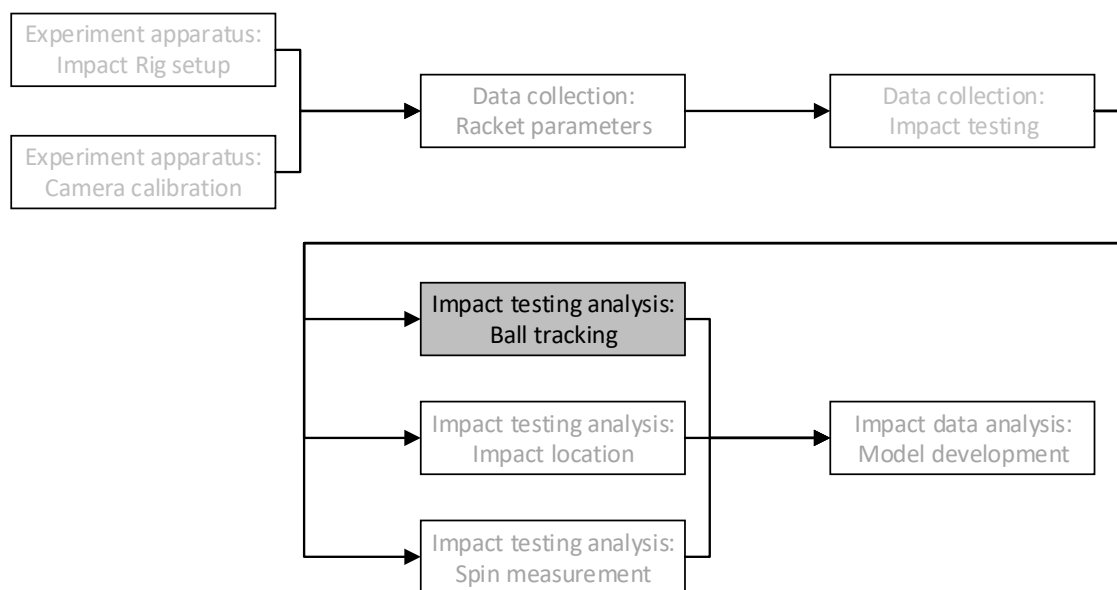 Experiment apparatus:
Impact Rig setup
Data collection:
Racket parameters
Data collection:
Impact testing
Experiment apparatus:
Camera calibration
Impact testing analysis:
Ball tracking
Impact testing analysis:
Impact location
Impact data analysis:
Model development
Impact testing analysis:
Spin measurement